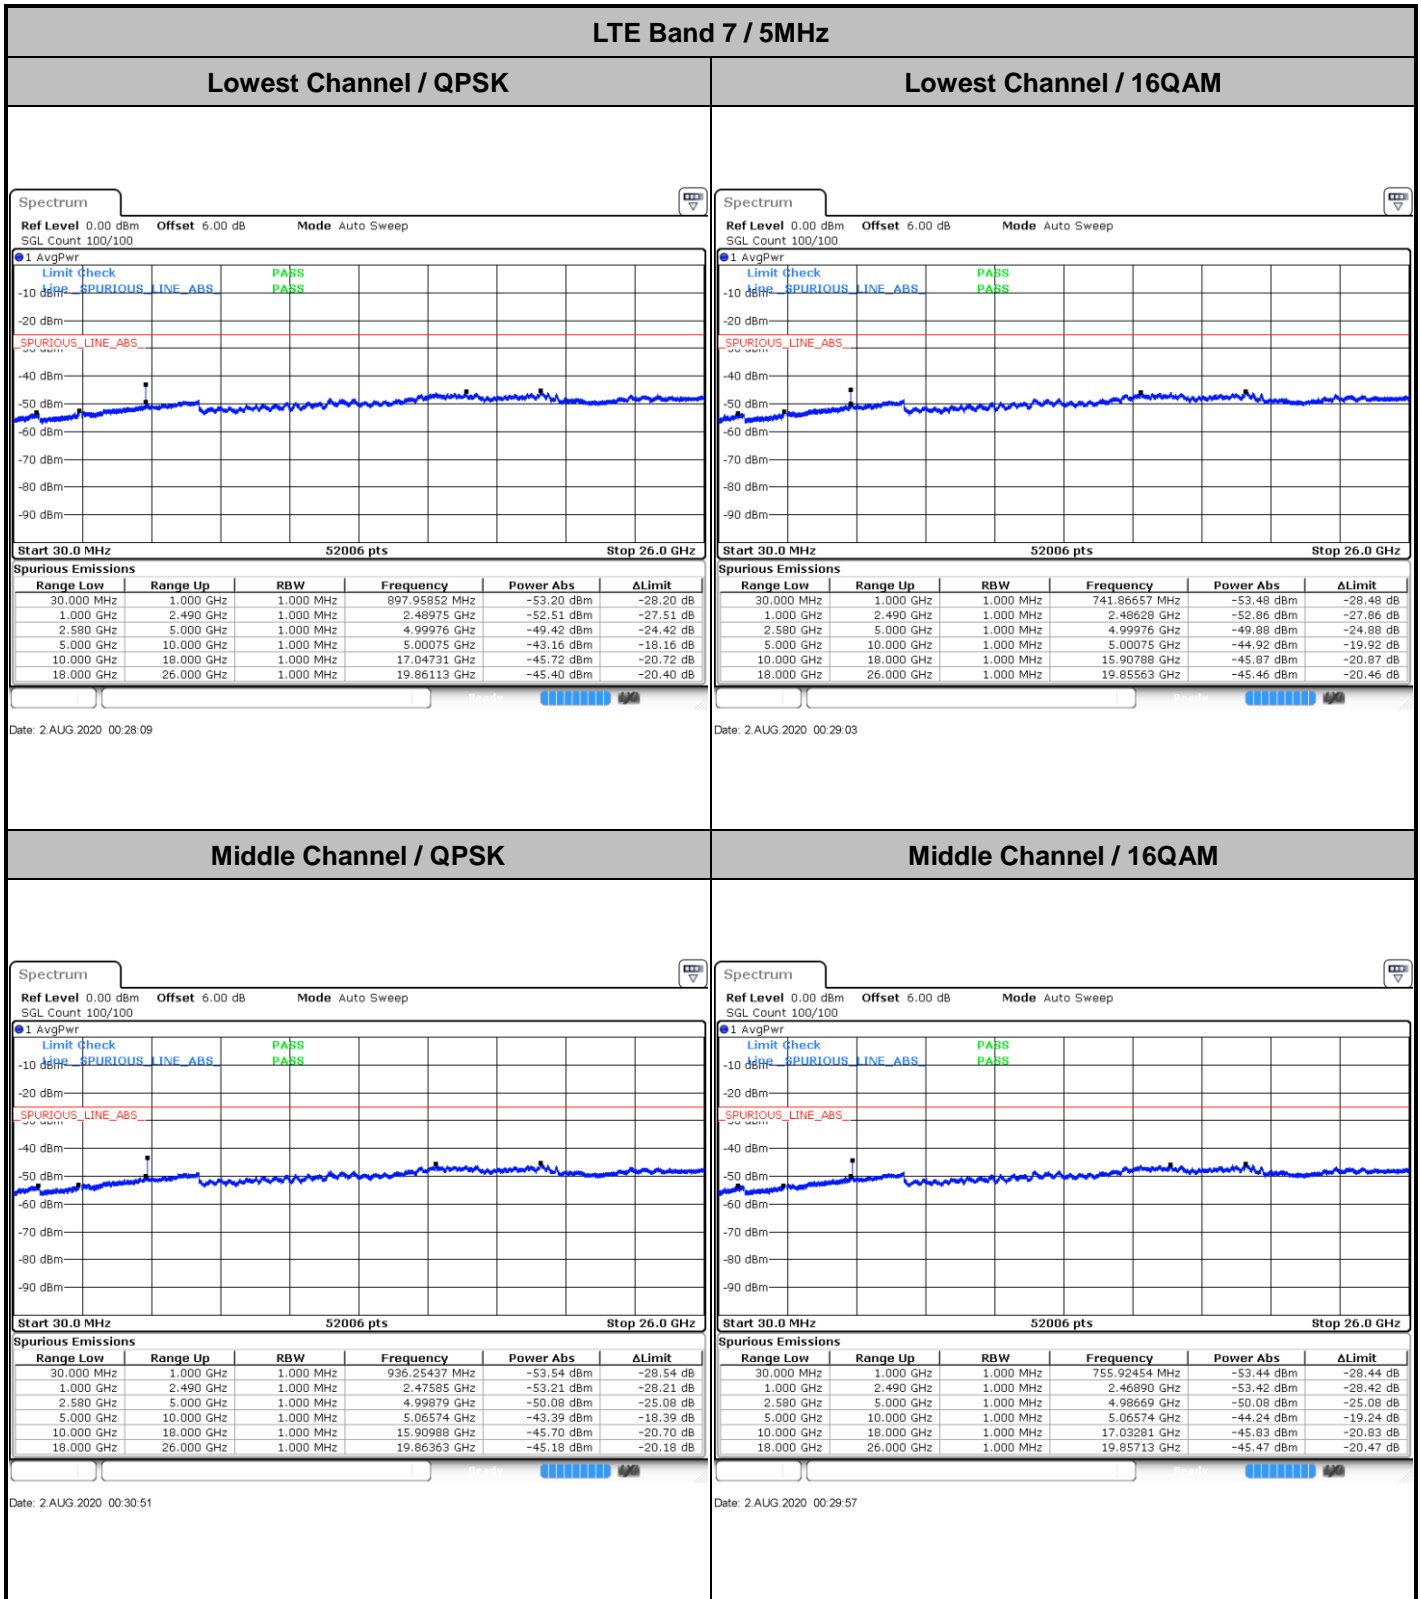 LTE Band 7 / 5MHz
Lowest Channel / QPSK
Lowest Channel / 16QAM
Spectrum
Ref Level 0.00 dBm Offset 6.00 dB Mode Auto Sweep
SGL Count 100/100
1 AvgPwr
Limit Check PASS
Line _SPURIOUS_LINE_ABS_ PASS
-10 dBm
-20 dBm
_SPURIOUS_LINE_ABS_
-30 dBm
-40 dBm
-50 dBm
-60 dBm
-70 dBm
-80 dBm
-90 dBm
Start 30.0 MHz 52006 pts Stop 26.0 GHz
Spurious Emissions
Range Low Range Up RBW Frequency Power Abs ΔLimit
30.000 MHz 1.000 GHz 1.000 MHz 897.95852 MHz -53.20 dBm -28.20 dB
1.000 GHz 2.490 GHz 1.000 MHz 2.48975 GHz -52.51 dBm -27.51 dB
2.580 GHz 5.000 GHz 1.000 MHz 4.99976 GHz -49.42 dBm -24.42 dB
5.000 GHz 10.000 GHz 1.000 MHz 5.00075 GHz -43.16 dBm -18.16 dB
10.000 GHz 18.000 GHz 1.000 MHz 17.04731 GHz -45.72 dBm -20.72 dB
18.000 GHz 26.000 GHz 1.000 MHz 19.86113 GHz -45.40 dBm -20.40 dB
Ready
Date: 2.AUG.2020 00:28:09
Spectrum
Ref Level 0.00 dBm Offset 6.00 dB Mode Auto Sweep
SGL Count 100/100
1 AvgPwr
Limit Check PASS
Line _SPURIOUS_LINE_ABS_ PASS
-10 dBm
-20 dBm
_SPURIOUS_LINE_ABS_
-30 dBm
-40 dBm
-50 dBm
-60 dBm
-70 dBm
-80 dBm
-90 dBm
Start 30.0 MHz 52006 pts Stop 26.0 GHz
Spurious Emissions
Range Low Range Up RBW Frequency Power Abs ΔLimit
30.000 MHz 1.000 GHz 1.000 MHz 741.86657 MHz -53.48 dBm -28.48 dB
1.000 GHz 2.490 GHz 1.000 MHz 2.48628 GHz -52.86 dBm -27.86 dB
2.580 GHz 5.000 GHz 1.000 MHz 4.99976 GHz -49.88 dBm -24.88 dB
5.000 GHz 10.000 GHz 1.000 MHz 5.00075 GHz -44.92 dBm -19.92 dB
10.000 GHz 18.000 GHz 1.000 MHz 15.90788 GHz -45.87 dBm -20.87 dB
18.000 GHz 26.000 GHz 1.000 MHz 19.85563 GHz -45.46 dBm -20.46 dB
Ready
Date: 2.AUG.2020 00:29:03
Middle Channel / QPSK
Middle Channel / 16QAM
Spectrum
Ref Level 0.00 dBm Offset 6.00 dB Mode Auto Sweep
SGL Count 100/100
1 AvgPwr
Limit Check PASS
Line _SPURIOUS_LINE_ABS_ PASS
-10 dBm
-20 dBm
_SPURIOUS_LINE_ABS_
-30 dBm
-40 dBm
-50 dBm
-60 dBm
-70 dBm
-80 dBm
-90 dBm
Start 30.0 MHz 52006 pts Stop 26.0 GHz
Spurious Emissions
Range Low Range Up RBW Frequency Power Abs ΔLimit
30.000 MHz 1.000 GHz 1.000 MHz 936.25437 MHz -53.54 dBm -28.54 dB
1.000 GHz 2.490 GHz 1.000 MHz 2.47585 GHz -53.21 dBm -28.21 dB
2.580 GHz 5.000 GHz 1.000 MHz 4.99879 GHz -50.08 dBm -25.08 dB
5.000 GHz 10.000 GHz 1.000 MHz 5.06574 GHz -43.39 dBm -18.39 dB
10.000 GHz 18.000 GHz 1.000 MHz 15.90988 GHz -45.70 dBm -20.70 dB
18.000 GHz 26.000 GHz 1.000 MHz 19.86363 GHz -45.18 dBm -20.18 dB
Ready
Date: 2.AUG.2020 00:30:51
Spectrum
Ref Level 0.00 dBm Offset 6.00 dB Mode Auto Sweep
SGL Count 100/100
1 AvgPwr
Limit Check PASS
Line _SPURIOUS_LINE_ABS_ PASS
-10 dBm
-20 dBm
_SPURIOUS_LINE_ABS_
-30 dBm
-40 dBm
-50 dBm
-60 dBm
-70 dBm
-80 dBm
-90 dBm
Start 30.0 MHz 52006 pts Stop 26.0 GHz
Spurious Emissions
Range Low Range Up RBW Frequency Power Abs ΔLimit
30.000 MHz 1.000 GHz 1.000 MHz 755.92454 MHz -53.44 dBm -28.44 dB
1.000 GHz 2.490 GHz 1.000 MHz 2.46890 GHz -53.42 dBm -28.42 dB
2.580 GHz 5.000 GHz 1.000 MHz 4.98669 GHz -50.08 dBm -25.08 dB
5.000 GHz 10.000 GHz 1.000 MHz 5.06574 GHz -44.24 dBm -19.24 dB
10.000 GHz 18.000 GHz 1.000 MHz 17.03281 GHz -45.83 dBm -20.83 dB
18.000 GHz 26.000 GHz 1.000 MHz 19.85713 GHz -45.47 dBm -20.47 dB
Ready
Date: 2.AUG.2020 00:29:57